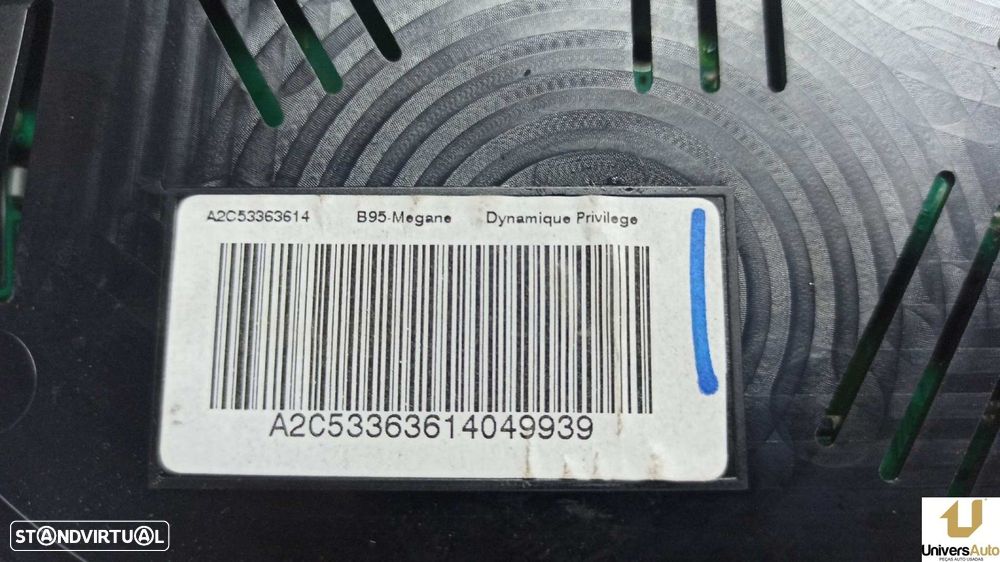 A2C53363614 B95-Megane Dynamique Privilege
A2C53363614049939
STANDVIRTUAL
UniversAuto
PEÇAS AUTO USADAS